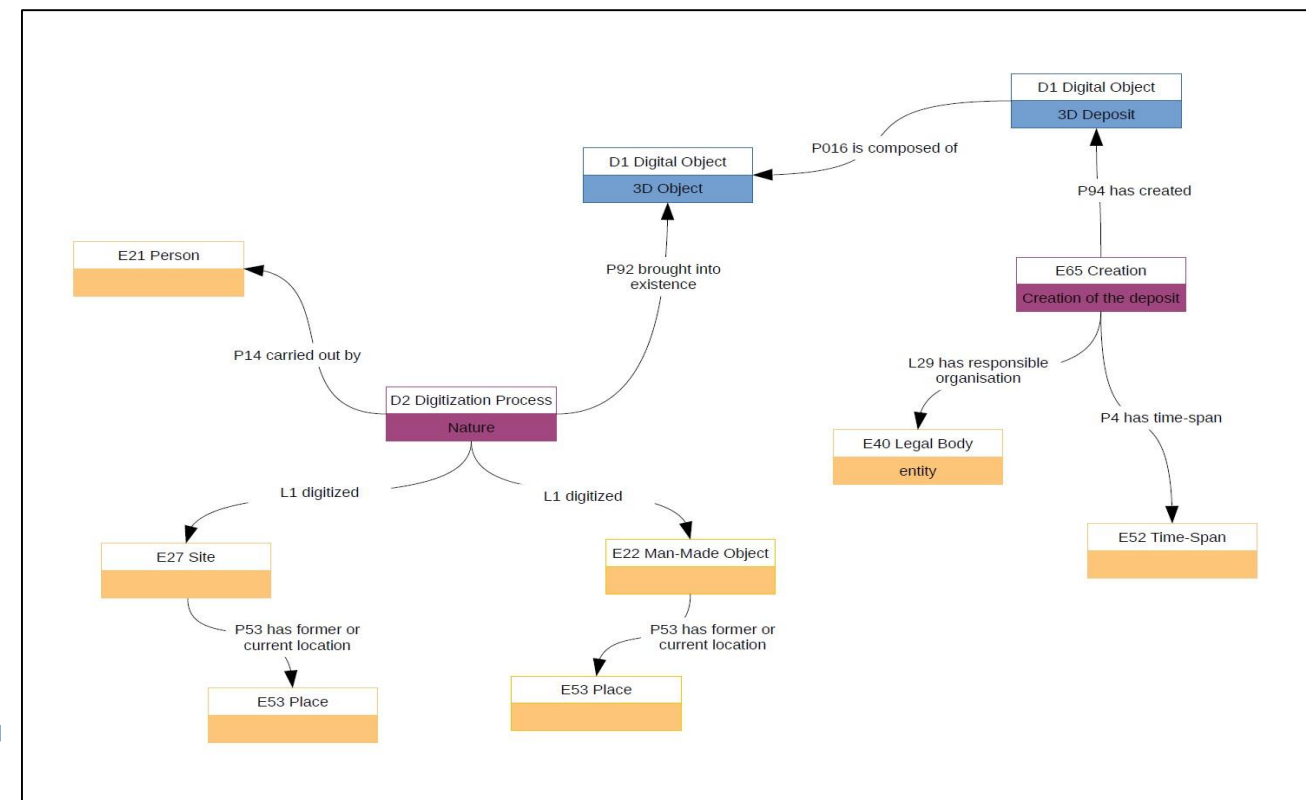 D1 Digital Object
3D Deposit
P016 is composed of
D1 Digital Object
3D Object
P94 has created
E21 Person
P92 brought into
existence
E65 Creation
Creation of the deposit
P14 carried out by
L29 has responsible
organisation
D2 Digitization Process
Nature
P4 has time-span
E40 Legal Body
entity
L1 digitized
L1 digitized
E52 Time-Span
E27 Site
E22 Man-Made Object
P53 has former or
current location
P53 has former or
current location
E53 Place
E53 Place